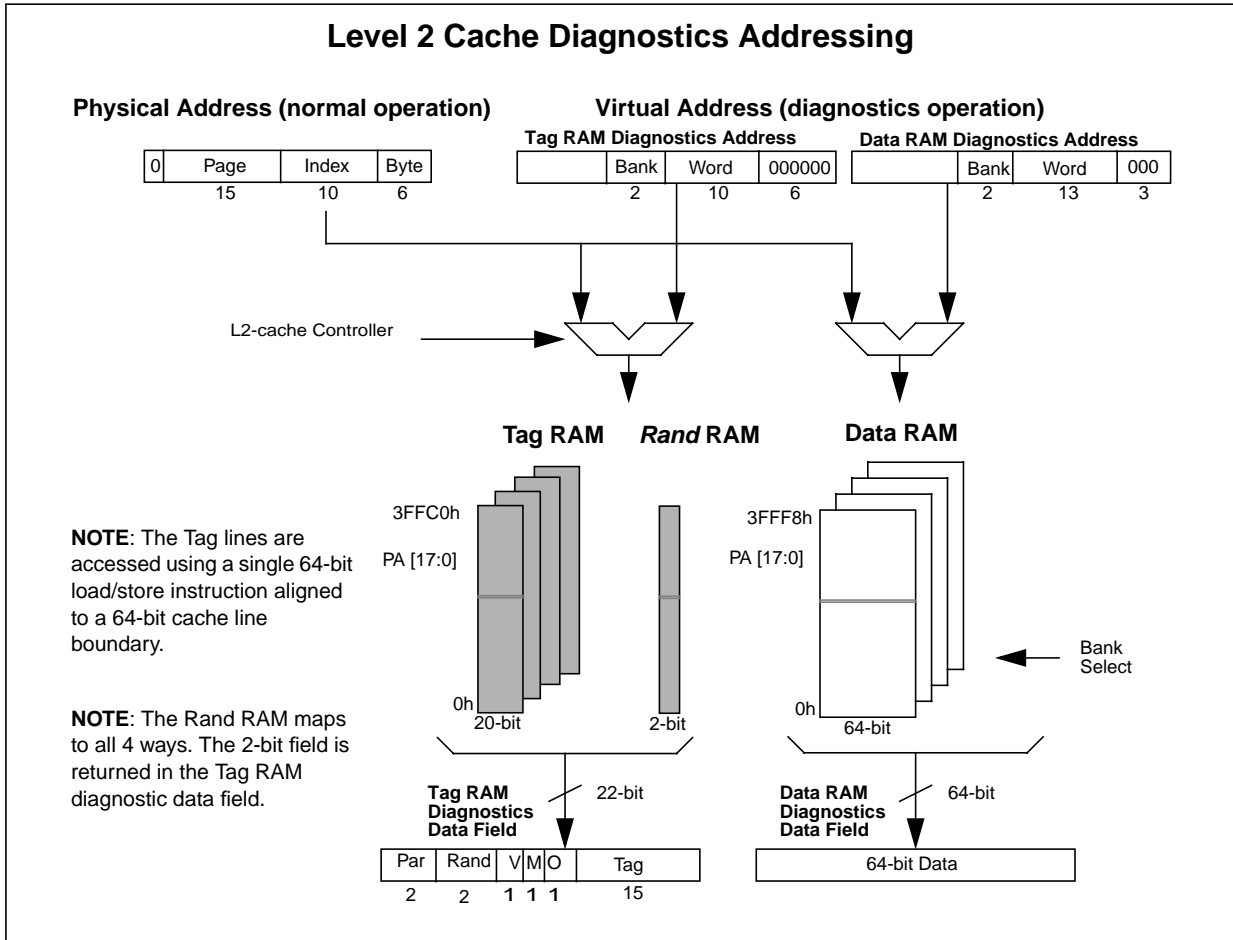 Level 2 Cache Diagnostics Addressing
Physical Address (normal operation)
Virtual Address (diagnostics operation)
Tag RAM Diagnostics Address
Data RAM Diagnostics Address
0 Page Index Byte
15 10 6
Bank Word 000000
2 10 6
Bank Word 000
2 13 3
L2-cache Controller
Tag RAM
Rand RAM
Data RAM
3FFC0h
PA [17:0]
0h
20-bit
2-bit
3FFF8h
PA [17:0]
0h
64-bit
Bank
Select
NOTE: The Tag lines are
accessed using a single 64-bit
load/store instruction aligned
to a 64-bit cache line
boundary.
NOTE: The Rand RAM maps
to all 4 ways. The 2-bit field is
returned in the Tag RAM
diagnostic data field.
Tag RAM
Diagnostics
Data Field
22-bit
Data RAM
Diagnostics
Data Field
64-bit
Par Rand V M O Tag
2 2 1 1 1 15
64-bit Data